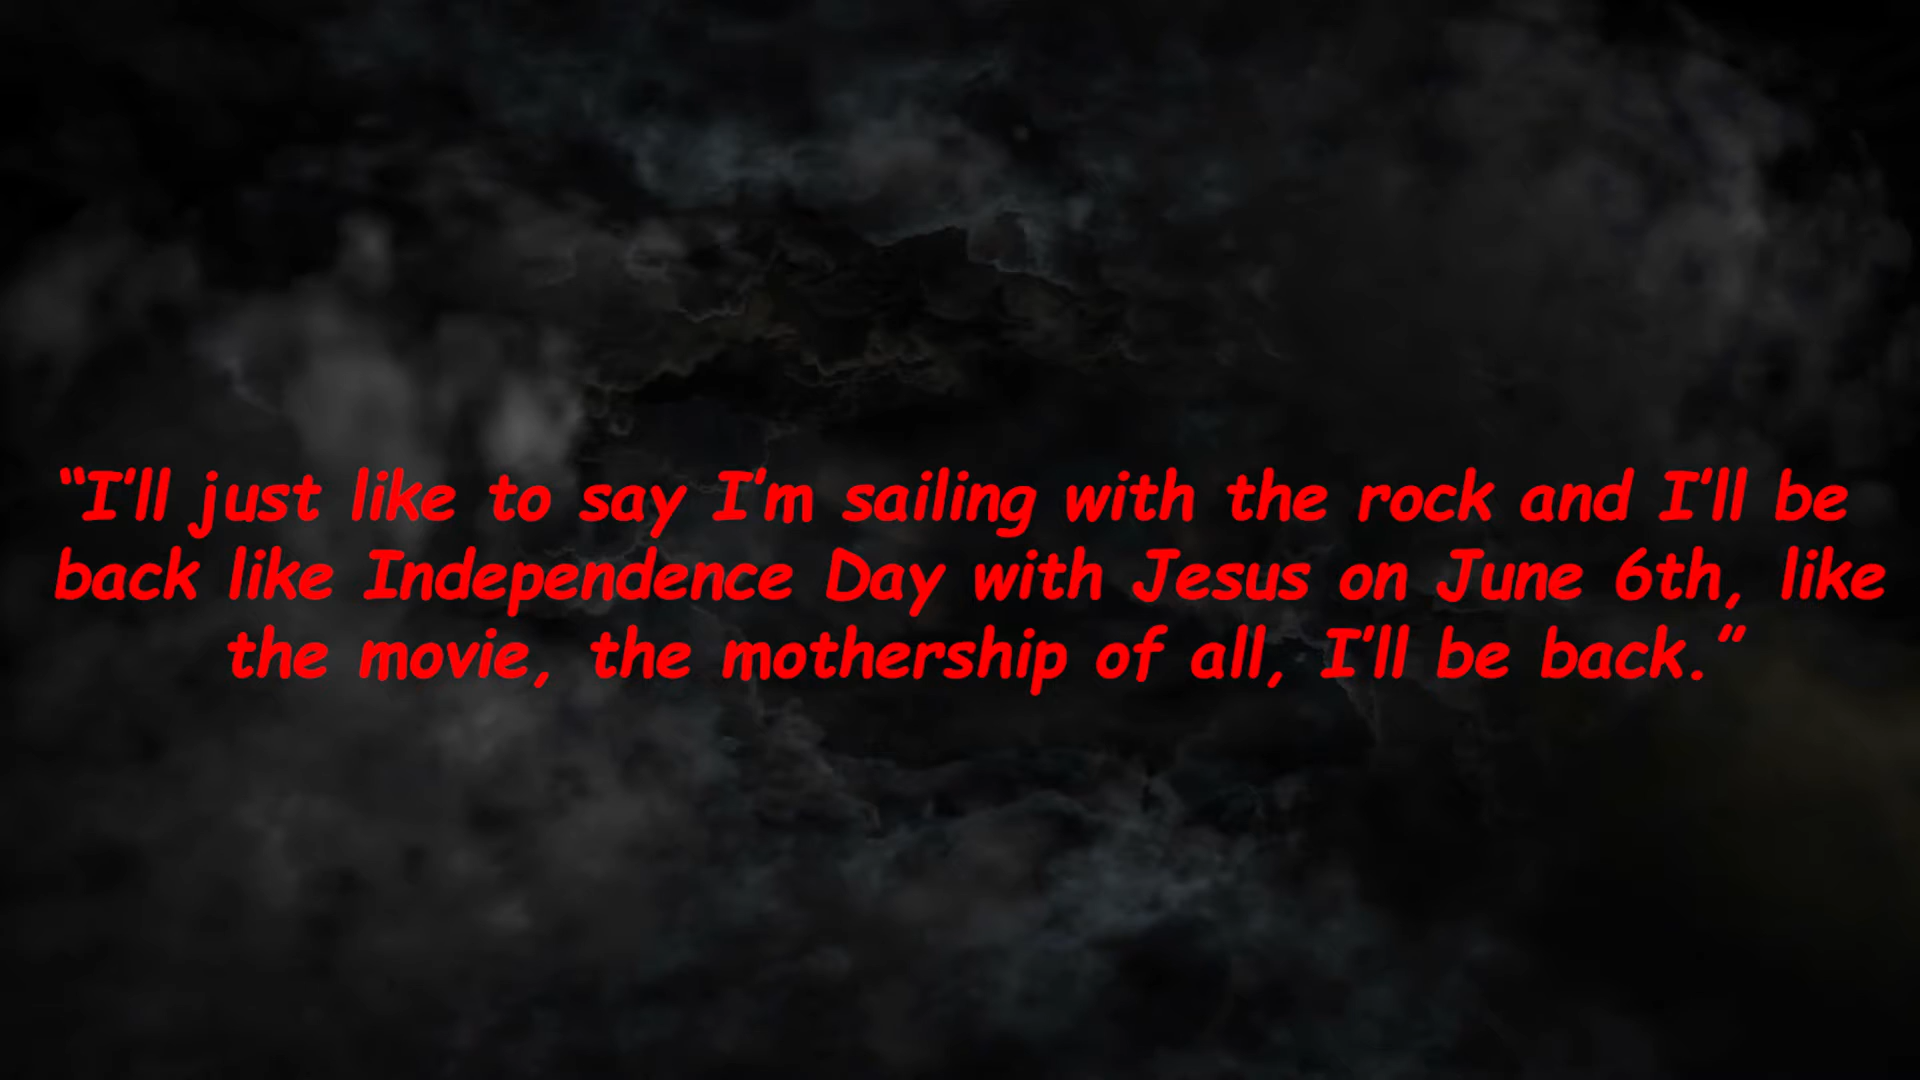 “I’ll just like to say I’m sailing with the rock and I’ll be
back like Independence Day with Jesus on June 6th, like
the movie, the mothership of all, I’ll be back.”